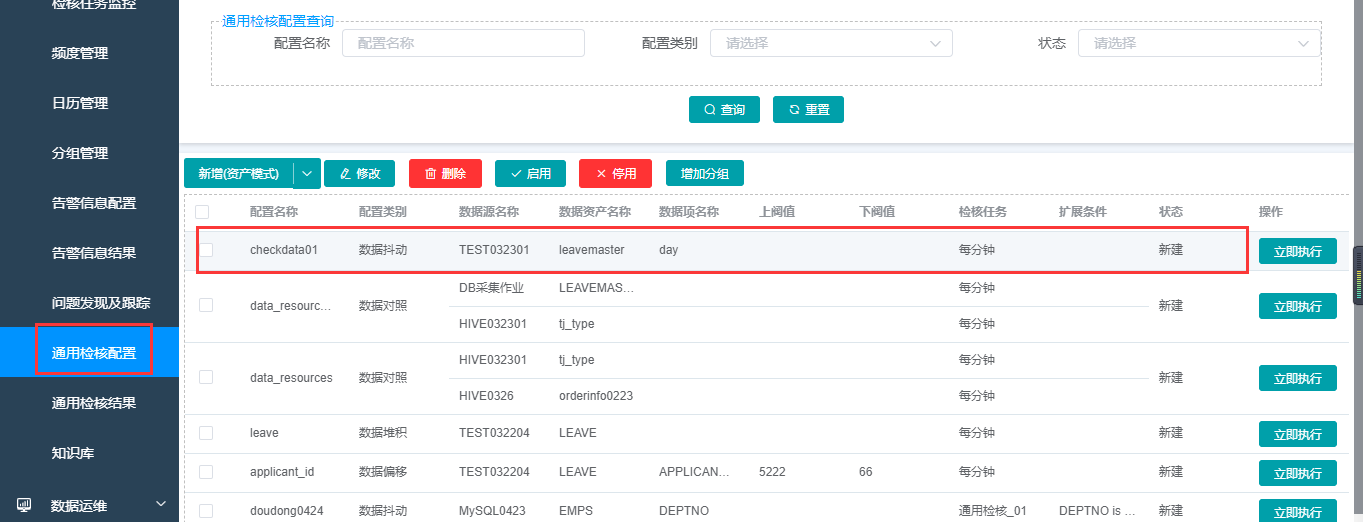 检核任务监控
频度管理
日历管理
分组管理
告警信息配置
告警信息结果
问题发现及跟踪
通用检核配置
通用检核结果
知识库
数据运维
通用检核配置查询
配置名称 配置名称 配置类别 请选择 状态 请选择
查询 重置
新增(资产模式) 修改 删除 启用 停用 增加分组
配置名称 配置类别 数据源名称 数据资产名称 数据项名称 上阀值 下阀值 检核任务 扩展条件 状态 操作
checkdata01 数据抖动 TEST032301 leavemaster day 每分钟 新建 立即执行
DB采集作业 LEAVEMAS... 每分钟
data_resourc... 数据对照 新建 立即执行
HIVE032301 tj_type 每分钟
HIVE032301 tj_type 每分钟
data_resources 数据对照 新建 立即执行
HIVE0326 orderinfo0223 每分钟
leave 数据堆积 TEST032204 LEAVE 每分钟 新建 立即执行
applicant_id 数据偏移 TEST032204 LEAVE APPLICAN... 5222 66 每分钟 新建 立即执行
doudong0424 数据抖动 MySQL0423 EMPS DEPTNO 通用检核_01 DEPTNO is ... 新建 立即执行